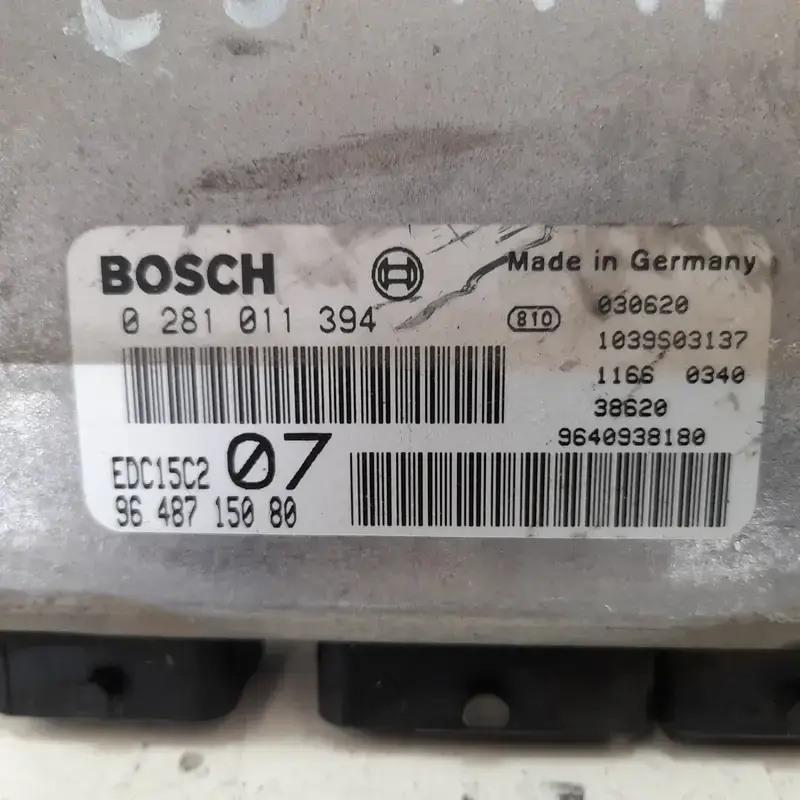 BOSCH
Made in Germany
0 281 011 394
810
030620
1039S03137
1166 0340
38620
9640938180
EDC15C2 07
96 487 150 80